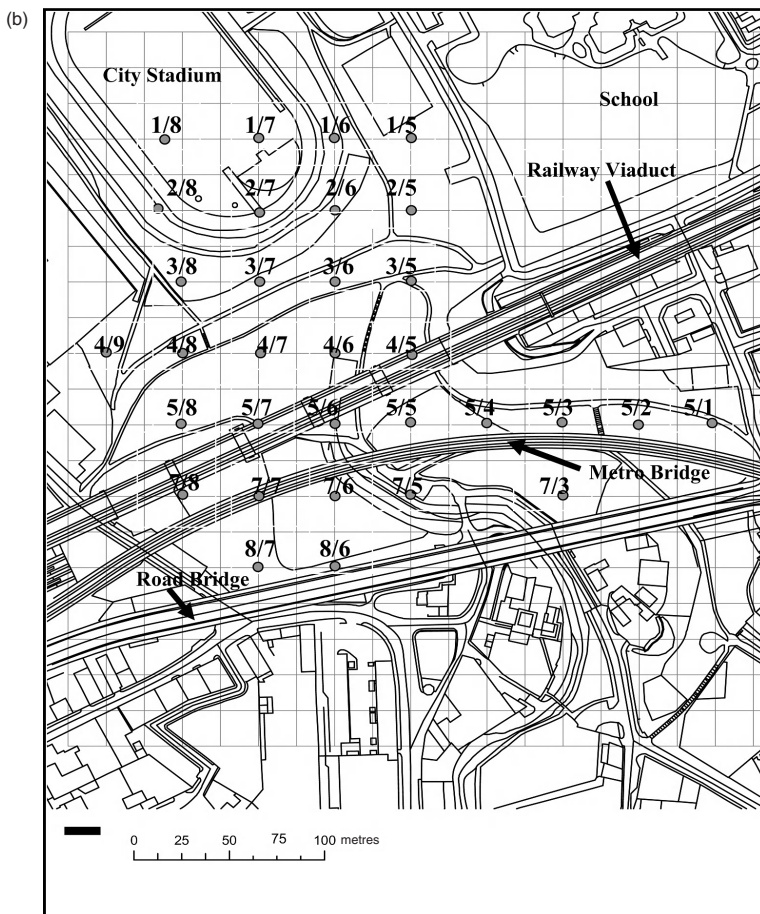 (b)
City Stadium
School
1/8 1/7 1/6 1/5
Railway Viaduct
2/8 2/7 2/6 2/5
3/8 3/7 3/6 3/5
4/9 4/8 4/7 4/6 4/5
5/8 5/7 5/6 5/5 5/4 5/3 5/2 5/1
Metro Bridge
7/8 7/7 7/6 7/5 7/3
8/7 8/6
Road Bridge
0 25 50 75 100 metres